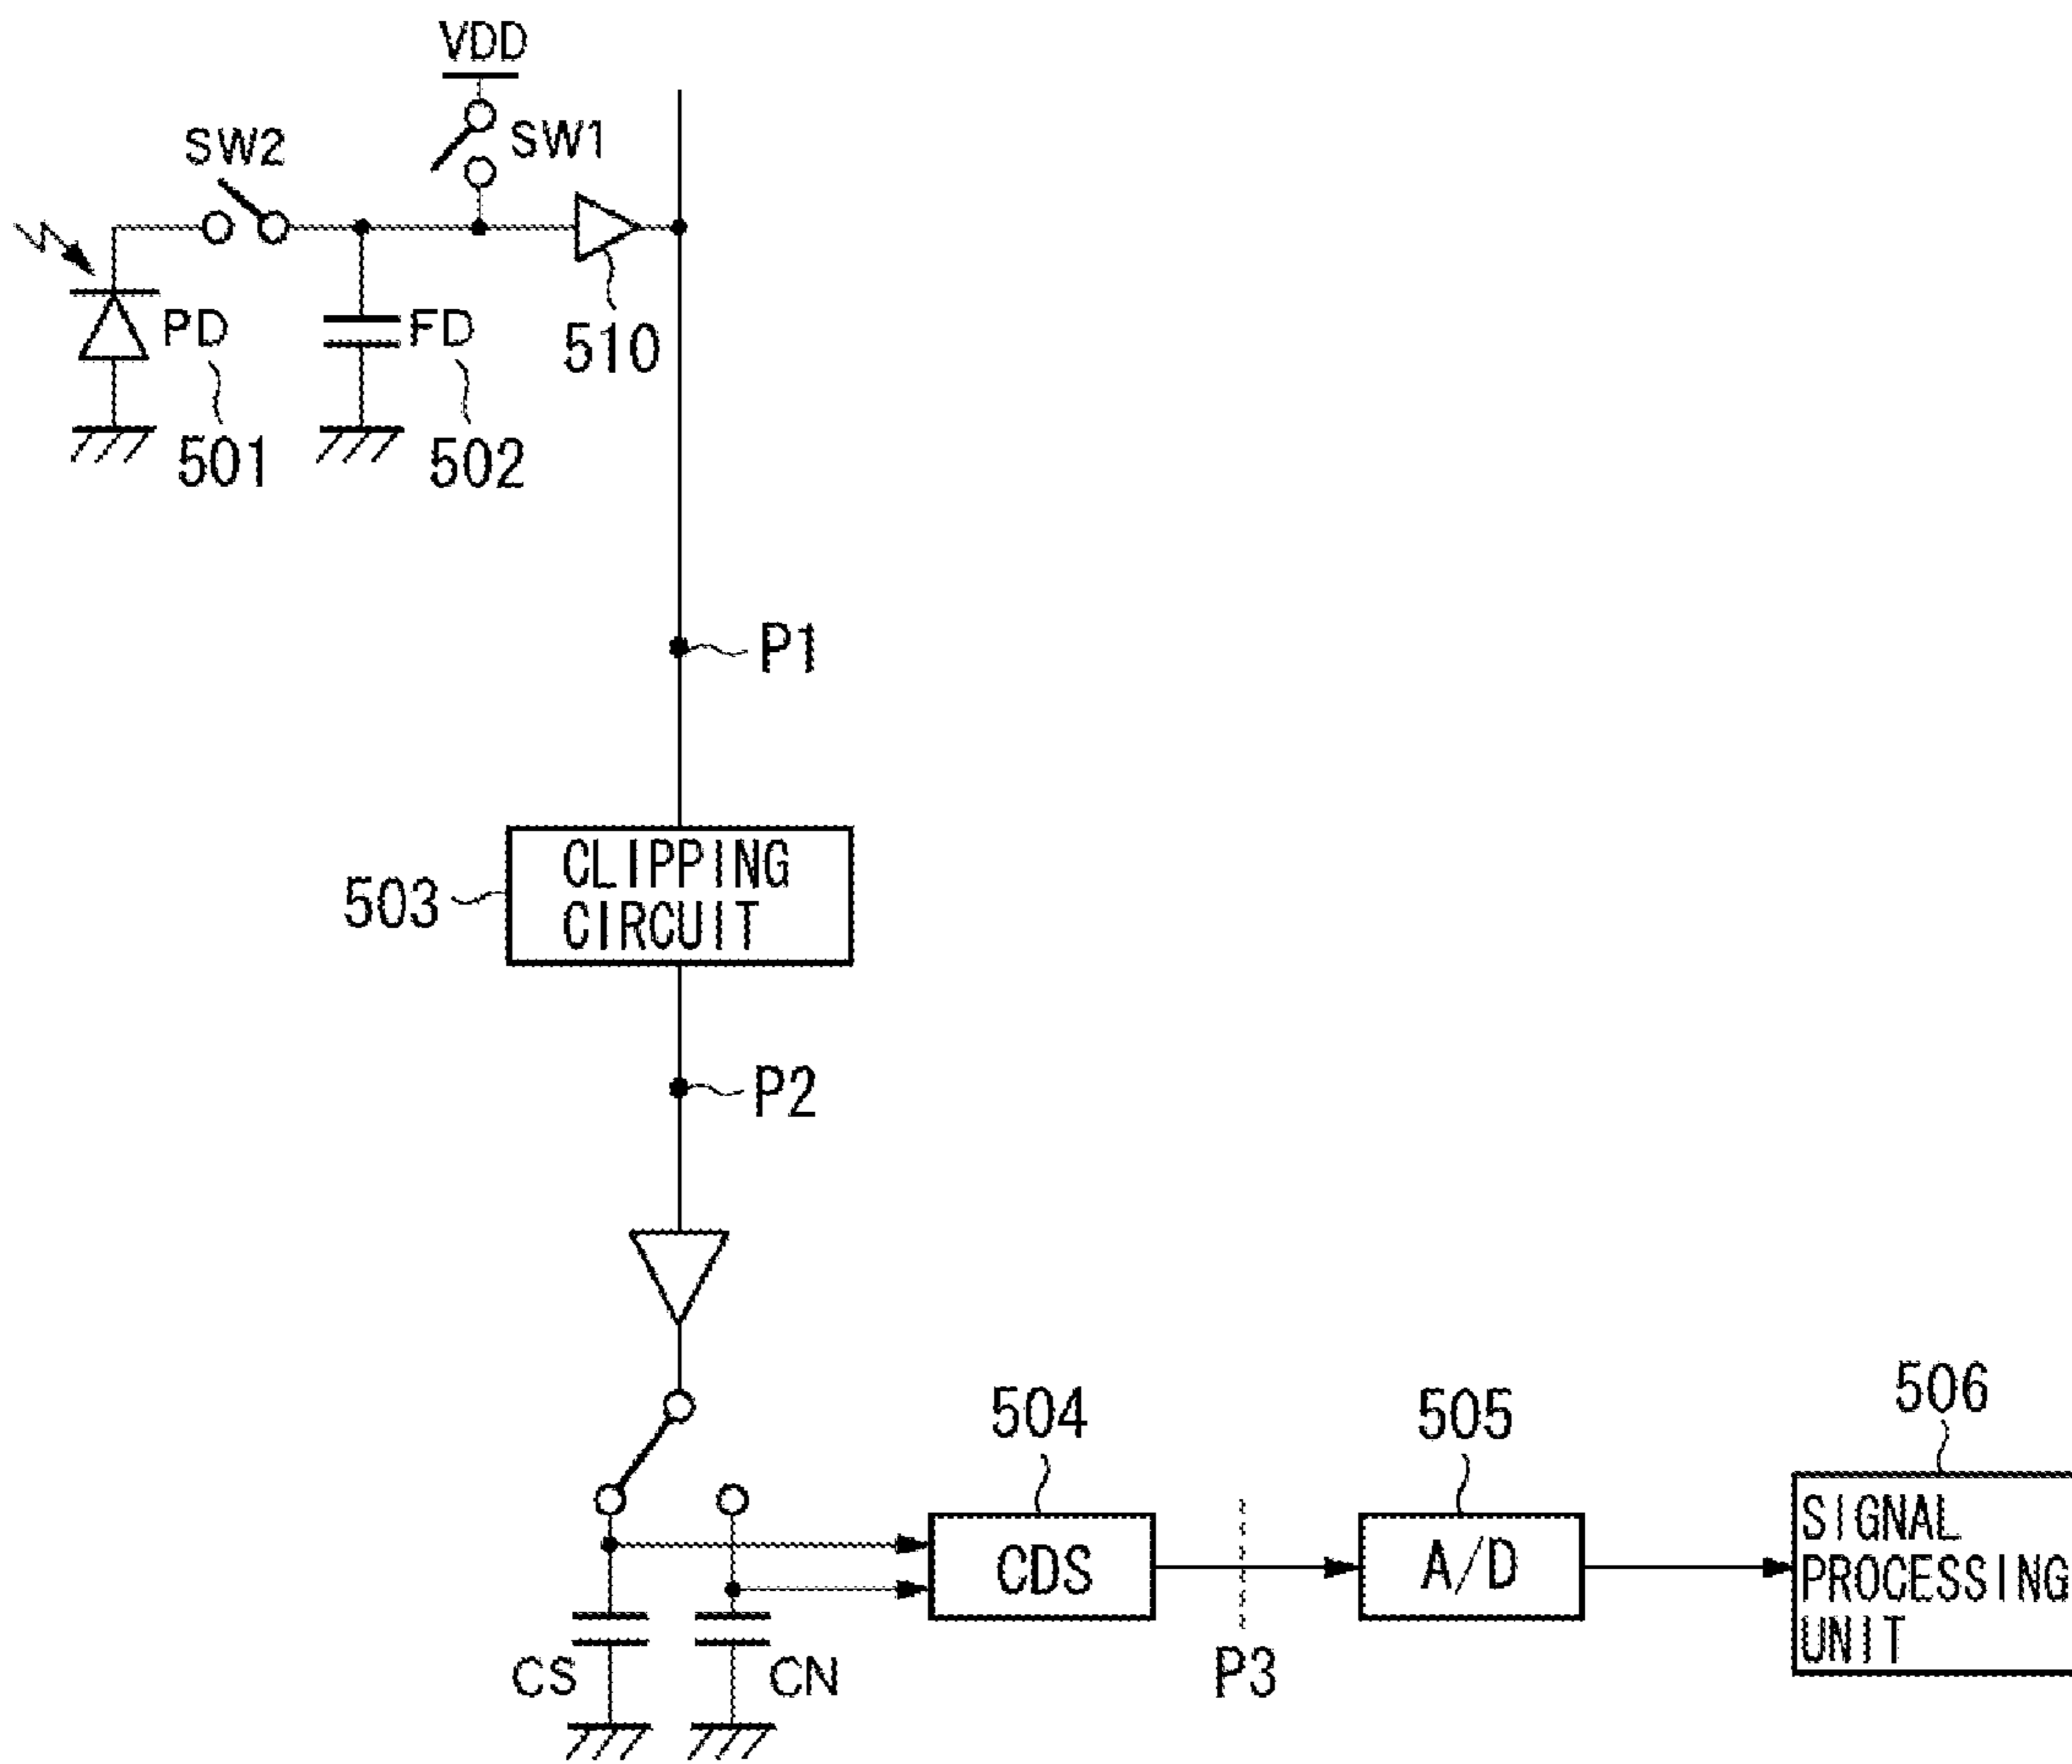 VDD
SW2
SW1
PD
FD
510
501
502
P1
503
CLIPPING
CIRCUIT
P2
504
505
506
CDS
A/D
SIGNAL
PROCESSING
UNIT
CS
CN
P3